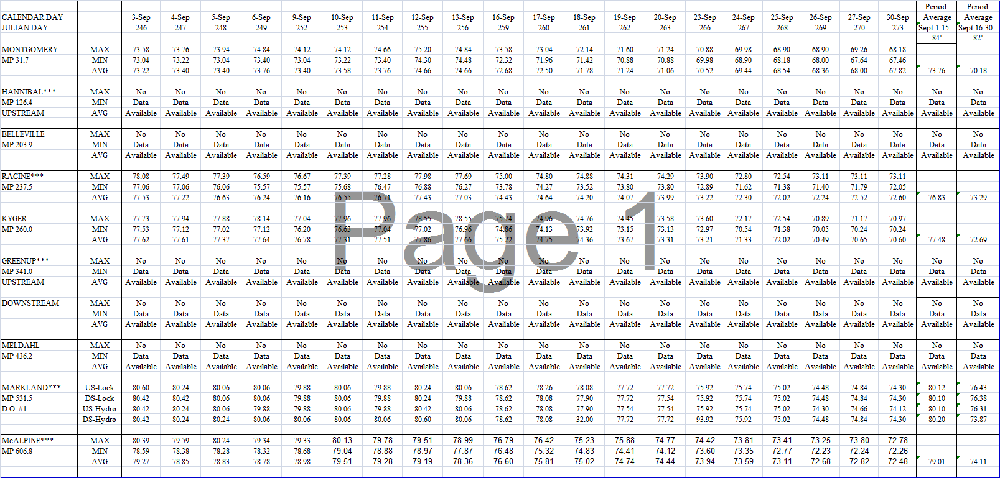 Period Period
CALENDAR DAY 3-Sep 4-Sep 5-Sep 6-Sep 9-Sep 10-Sep 11-Sep 12-Sep 13-Sep 16-Sep 17-Sep 18-Sep 19-Sep 20-Sep 23-Sep 24-Sep 25-Sep 26-Sep 27-Sep 30-Sep Average Average
JULIAN DAY 246 247 248 249 252 253 254 255 256 259 260 261 262 263 266 267 268 269 270 273 Sept 1-15 Sept 16-30
84° 82°
MONTGOMERY MAX 73.58 73.76 73.94 74.84 74.12 74.12 74.66 75.20 74.84 73.58 73.04 72.14 71.60 71.24 70.88 69.98 68.90 68.90 69.26 68.18
MP 31.7 MIN 73.04 73.22 73.04 73.40 73.04 73.22 73.40 74.30 74.48 72.32 71.96 71.42 70.88 70.88 69.98 68.90 68.18 68.00 67.64 67.46
AVG 73.22 73.40 73.40 73.76 73.40 73.58 73.76 74.66 74.66 72.68 72.50 71.78 71.24 71.06 70.52 69.44 68.54 68.36 68.00 67.82 73.76 70.18
HANNIBAL*** MAX No No No No No No No No No No No No No No No No No No No No No No
MP 126.4 MIN Data Data Data Data Data Data Data Data Data Data Data Data Data Data Data Data Data Data Data Data Data Data
UPSTREAM AVG Available Available Available Available Available Available Available Available Available Available Available Available Available Available Available Available Available Available Available Available Available Available
BELLEVILLE MAX No No No No No No No No No No No No No No No No No No No No No No
MP 203.9 MIN Data Data Data Data Data Data Data Data Data Data Data Data Data Data Data Data Data Data Data Data Data Data
AVG Available Available Available Available Available Available Available Available Available Available Available Available Available Available Available Available Available Available Available Available Available Available
RACINE*** MAX 78.08 77.49 77.39 76.59 76.67 77.39 77.28 77.98 77.69 75.00 74.80 74.88 74.31 74.29 73.90 72.80 72.54 73.11 73.11 73.11
MP 237.5 MIN 77.06 77.06 76.06 75.57 75.57 75.68 76.47 76.88 76.27 73.78 74.27 73.52 73.80 73.80 72.89 71.62 71.38 71.40 71.79 72.05
AVG 77.53 77.22 76.63 76.24 76.16 76.55 76.71 77.43 77.03 74.43 74.64 74.20 74.07 73.99 73.22 72.30 72.02 72.24 72.52 72.60 76.83 73.29
Page 1
KYGER MAX 77.73 77.94 77.88 78.14 77.04 77.96 77.96 78.55 78.55 75.74 74.96 74.76 74.45 73.58 73.60 72.17 72.54 70.89 71.17 70.97
MP 260.0 MIN 77.53 77.12 77.02 77.12 76.20 76.63 77.04 77.02 76.96 74.86 74.13 73.92 73.15 73.13 72.97 70.54 71.38 70.05 70.24 70.24
AVG 77.62 77.61 77.37 77.64 76.78 77.31 77.51 77.86 77.66 75.22 74.75 74.36 73.67 73.31 73.21 71.33 72.02 70.49 70.65 70.60 77.48 72.69
GREENUP*** MAX No No No No No No No No No No No No No No No No No No No No No No
MP 341.0 MIN Data Data Data Data Data Data Data Data Data Data Data Data Data Data Data Data Data Data Data Data Data Data
UPSTREAM AVG Available Available Available Available Available Available Available Available Available Available Available Available Available Available Available Available Available Available Available Available Available Available
DOWNSTREAM MAX No No No No No No No No No No No No No No No No No No No No No No
MIN Data Data Data Data Data Data Data Data Data Data Data Data Data Data Data Data Data Data Data Data Data Data
AVG Available Available Available Available Available Available Available Available Available Available Available Available Available Available Available Available Available Available Available Available Available Available
MELDAHL MAX No No No No No No No No No No No No No No No No No No No No No No
MP 436.2 MIN Data Data Data Data Data Data Data Data Data Data Data Data Data Data Data Data Data Data Data Data Data Data
AVG Available Available Available Available Available Available Available Available Available Available Available Available Available Available Available Available Available Available Available Available Available Available
MARKLAND*** US-Lock 80.60 80.24 80.06 80.06 79.88 80.06 79.88 80.24 80.06 78.62 78.26 78.08 77.72 77.72 75.92 75.74 75.02 74.48 74.84 74.30 80.12 76.43
MP 531.5 DS-Lock 80.42 80.42 80.06 80.06 79.88 80.06 79.88 80.24 79.88 78.62 78.08 77.90 77.72 77.54 75.92 75.74 75.02 74.48 74.84 74.30 80.10 76.38
D.O. #1 US-Hydro 80.42 80.24 80.06 79.88 79.88 80.06 79.88 80.42 80.06 78.62 78.08 77.90 77.54 77.54 75.92 75.74 75.02 74.30 74.66 74.12 80.10 76.31
DS-Hydro 80.42 80.24 80.24 80.06 80.06 80.06 80.06 80.60 80.06 78.62 78.08 32.00 77.72 77.72 93.92 75.92 75.02 74.48 74.84 74.30 80.20 73.87
McALPINE*** MAX 80.39 79.59 80.24 79.34 79.33 80.13 79.78 79.51 78.99 76.79 76.42 75.23 75.88 74.77 74.42 73.81 73.41 73.25 73.80 72.78
MP 606.8 MIN 78.59 78.38 78.28 78.32 78.68 79.04 78.88 78.97 77.87 76.48 75.32 74.83 74.41 74.12 73.60 73.35 72.77 72.23 72.24 72.26
AVG 79.27 78.85 78.83 78.78 78.98 79.51 79.28 79.19 78.36 76.60 75.81 75.02 74.74 74.44 73.94 73.59 73.11 72.68 72.82 72.48 79.01 74.11